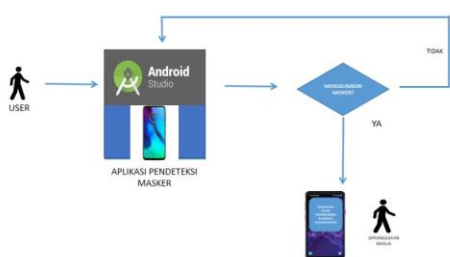 TIDAK
Android
Studio
MENGGUNAKAN
MASKER?
USER
YA
APLIKASI PENDETEKSI
MASKER
DIPERBOLEHKAN
MASUK